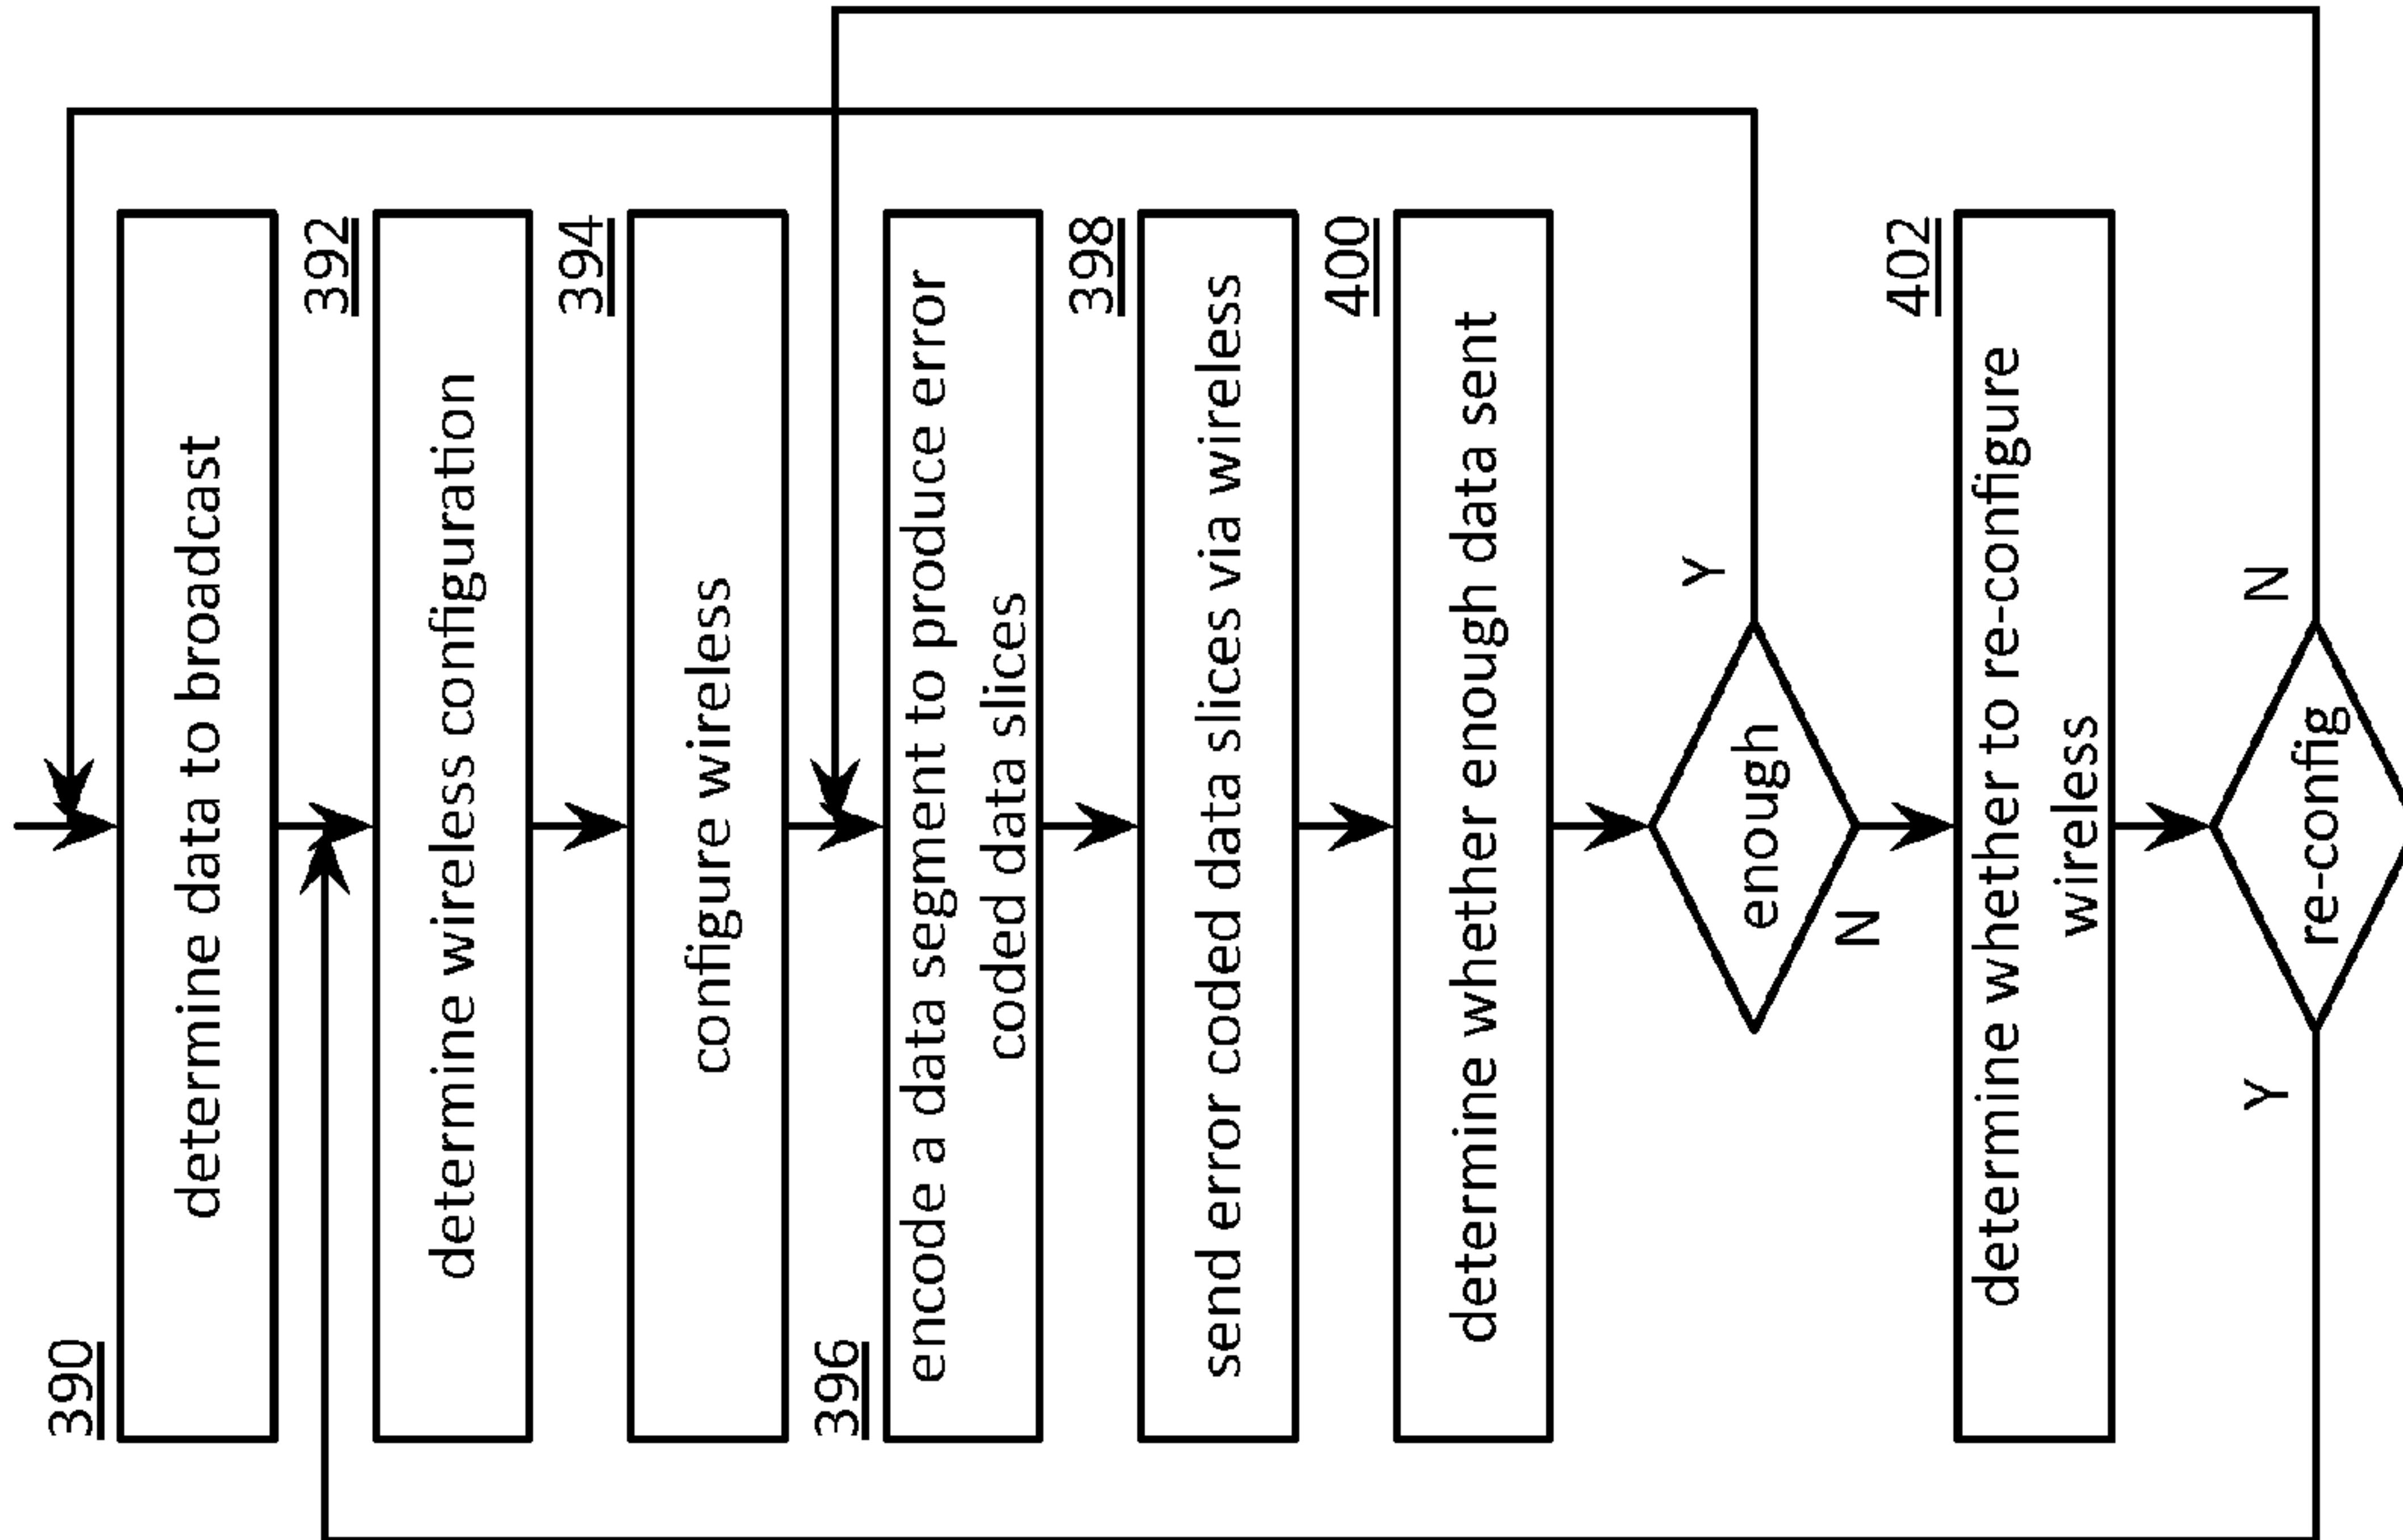 390
determine data to broadcast
392
determine wireless configuration
394
configure wireless
396
encode a data segment to produce error
coded data slices
398
send error coded data slices via wireless
400
determine whether enough data sent
enough
Y
N
402
determine whether to re-configure
wireless
Y
re-config
N